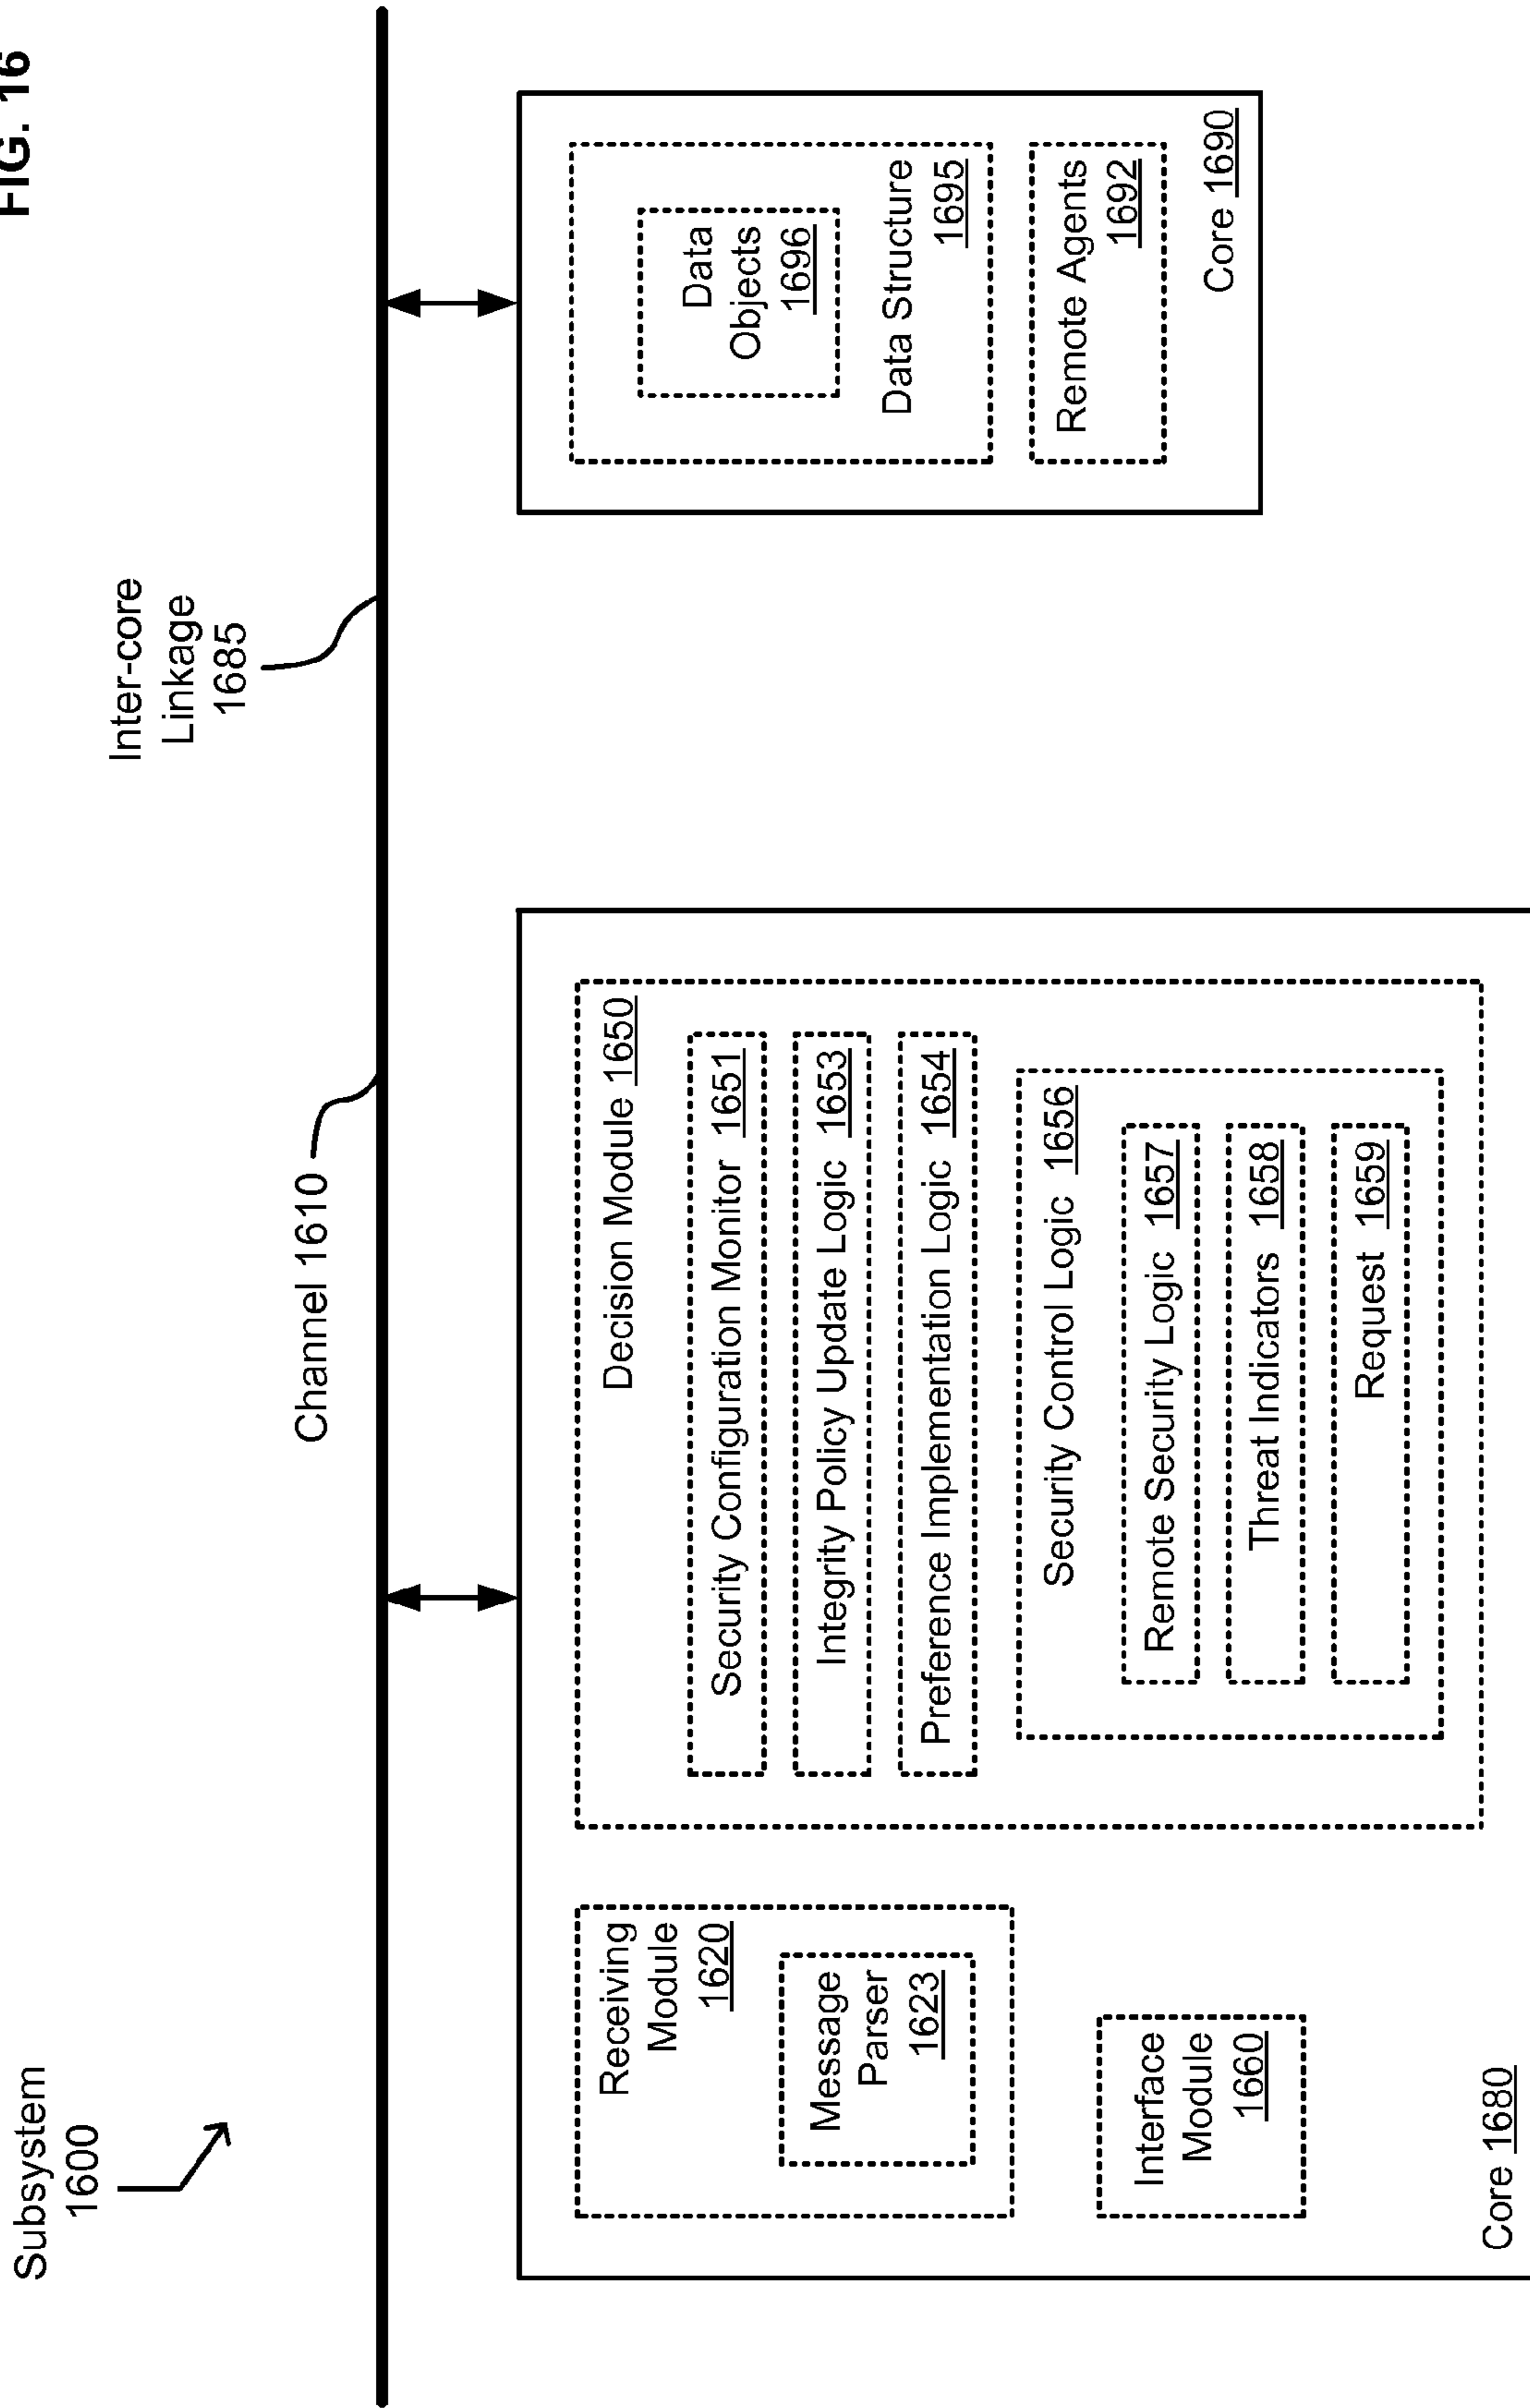 FIG. 16
Subsystem
1600
Inter-core
Linkage
1685
Channel 1610
Receiving
Module
1620
Message
Parser
1623
Interface
Module
1660
Core 1680
Decision Module 1650
Security Configuration Monitor 1651
Integrity Policy Update Logic 1653
Preference Implementation Logic 1654
Security Control Logic 1656
Remote Security Logic 1657
Threat Indicators 1658
Request 1659
Data
Objects
1696
Data Structure
1695
Remote Agents
1692
Core 1690